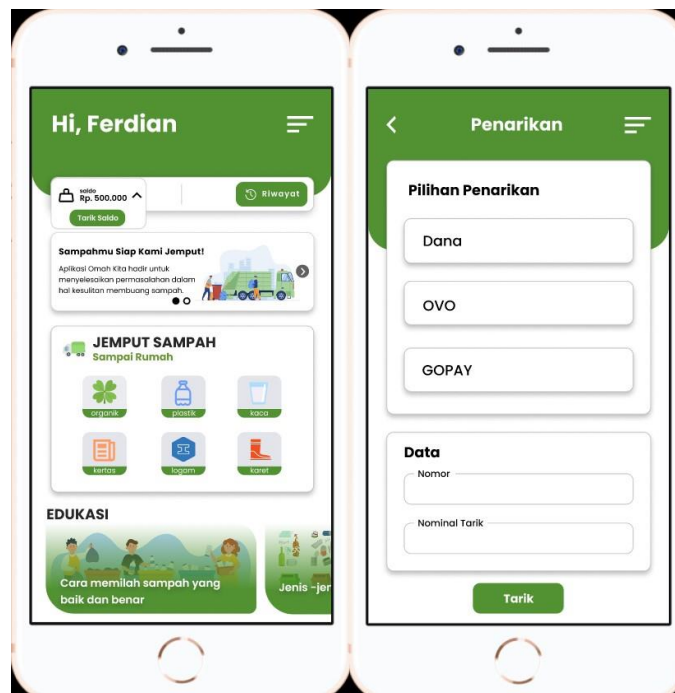 Hi, Ferdian
saldo
Rp. 500.000
Tarik Saldo
Riwayat
Sampahmu Siap Kami Jemput!
Aplikasi Omah Kita hadir untuk
menyelesaikan permasalahan dalam
hal kesulitan membuang sampah.
JEMPUT SAMPAH
Sampai Rumah
organik
plastik
kaca
kertas
logam
karet
EDUKASI
Cara memilah sampah yang
baik dan benar
Jenis -jer
Penarikan
Pilihan Penarikan
Dana
OVO
GOPAY
Data
Nomor
Nominal Tarik
Tarik